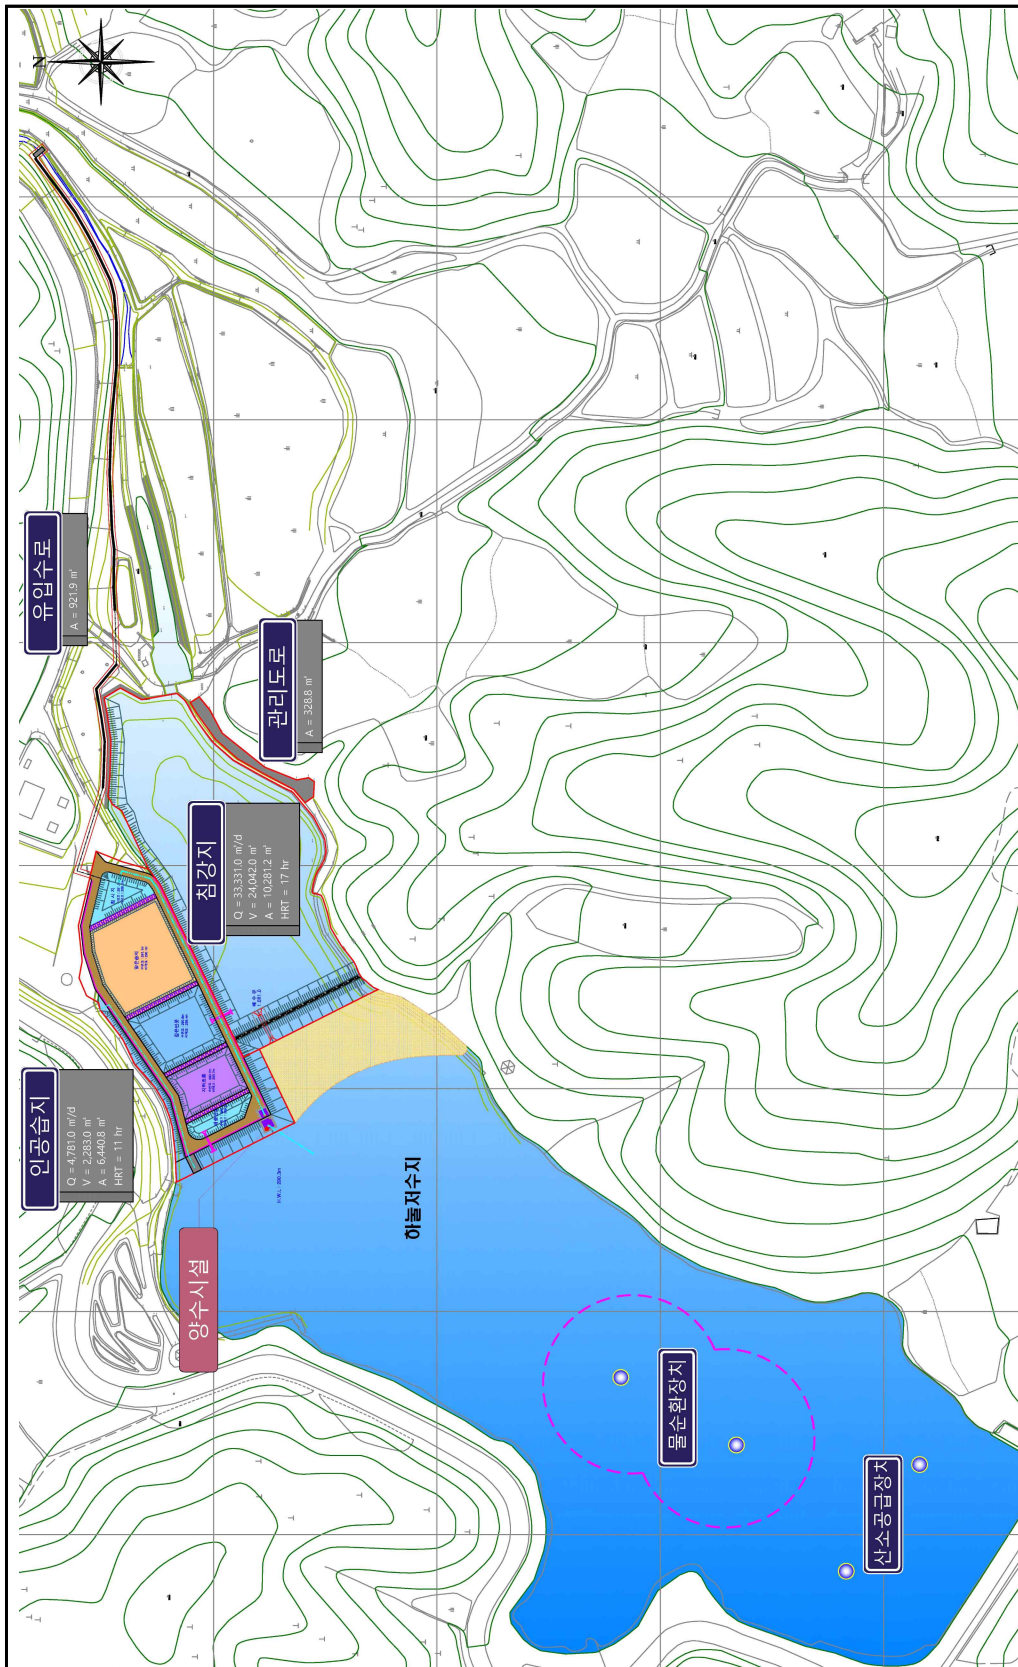 N
유입수로
A = 921.9 ㎡
관리도로
A = 328.8 ㎡
침강지
Q = 33,331.0 ㎥/d
V = 24,042.0 ㎥
A = 10,281.2 ㎡
HRT = 17 hr
인공습지
Q = 4,781.0 ㎥/d
V = 2,283.0 ㎥
A = 6,440.8 ㎡
HRT = 11 hr
양수시설
하늘저수지
물순환장치
산소공급장치